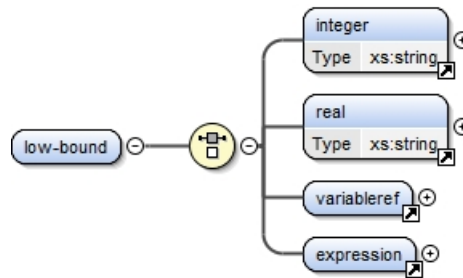 integer
Type xs:string
real
Type xs:string
low-bound
variableref
expression